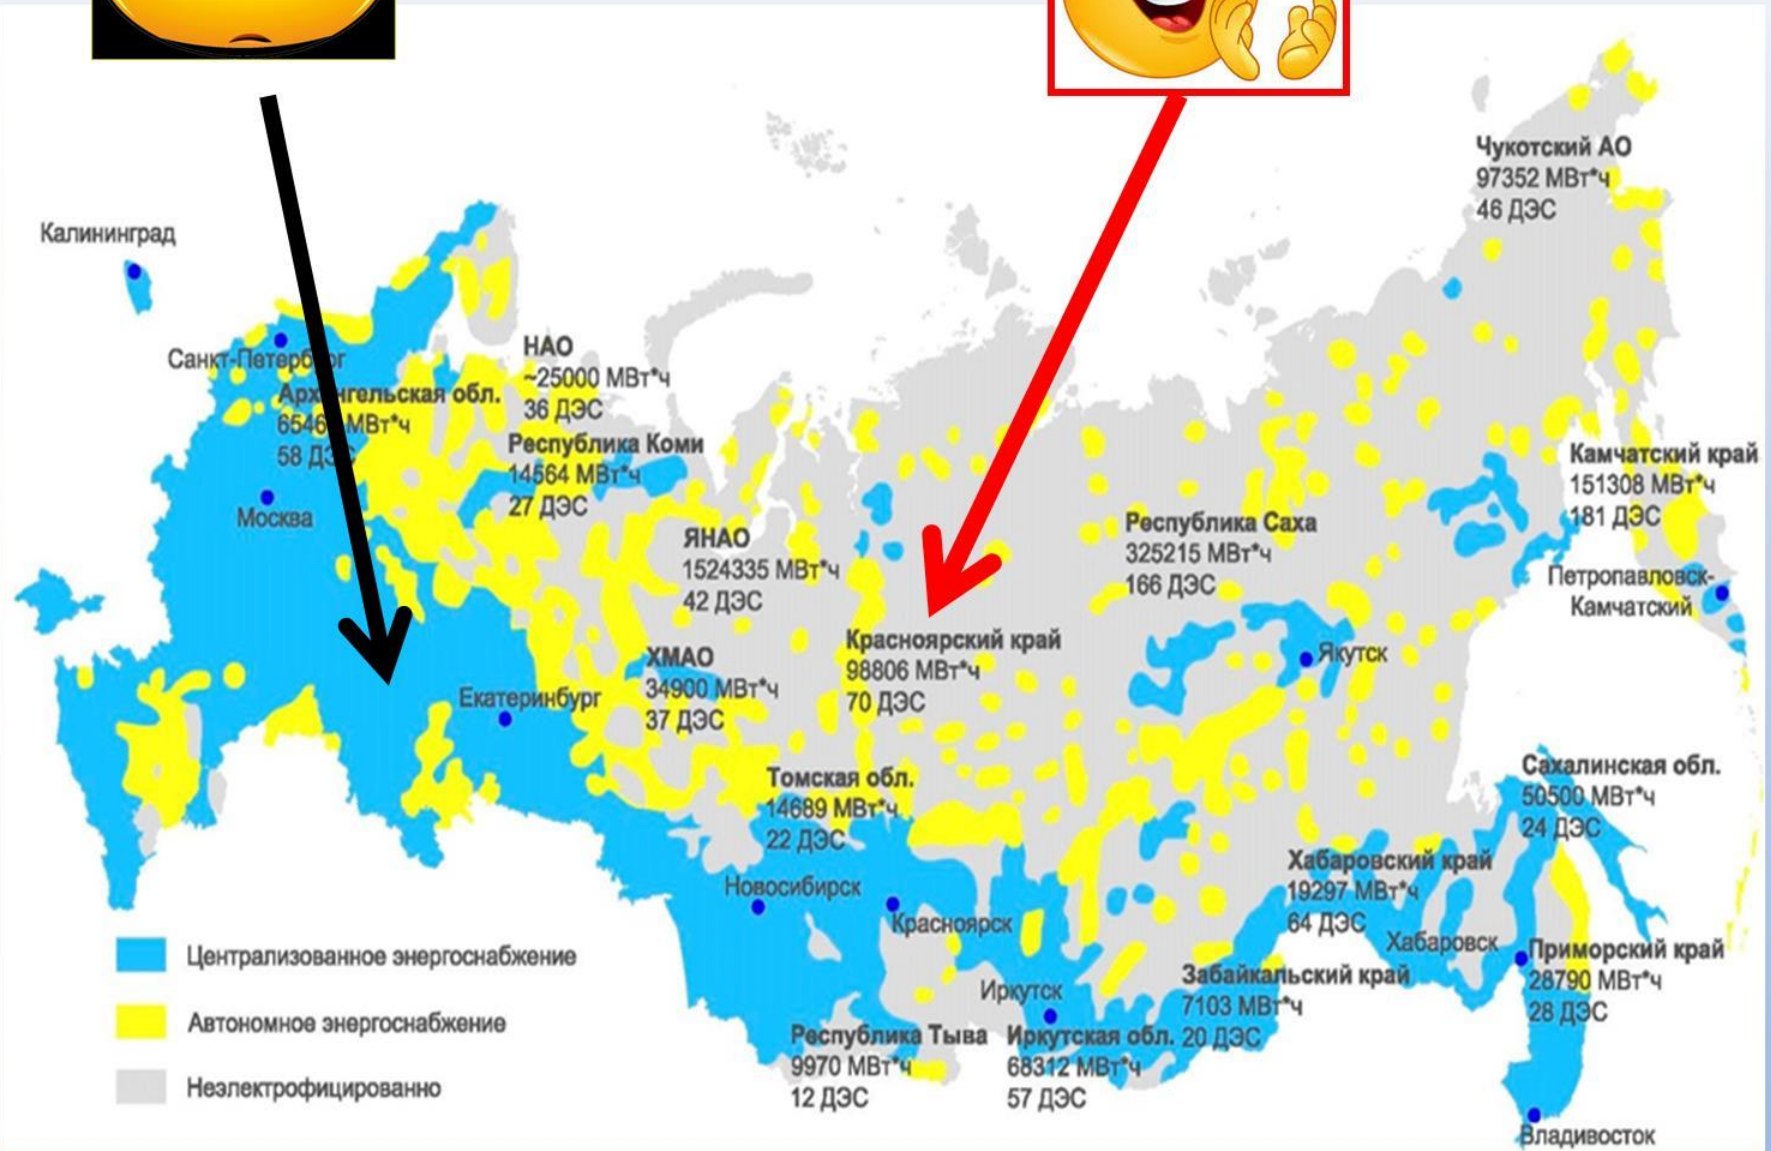 Чукотский АО
97352 МВт*ч
46 ДЭС
Калининград
НАО
~25000 МВт*ч
36 ДЭС
Санкт-Петербург
Архангельская обл.
6546 МВт*ч
58 ДЭС
Республика Коми
14564 МВт*ч
27 ДЭС
Камчатский край
151308 МВт*ч
181 ДЭС
Москва
ЯНАО
1524335 МВт*ч
42 ДЭС
Республика Саха
325215 МВт*ч
166 ДЭС
Петропавловск-
Камчатский
ХМАО
34900 МВт*ч
37 ДЭС
Красноярский край
98806 МВт*ч
70 ДЭС
Якутск
Екатеринбург
Томская обл.
14689 МВт*ч
22 ДЭС
Сахалинская обл.
50500 МВт*ч
24 ДЭС
Хабаровский край
19297 МВт*ч
64 ДЭС
Новосибирск
Красноярск
Хабаровск
Приморский край
28790 МВт*ч
28 ДЭС
Забайкальский край
7103 МВт*ч
20 ДЭС
Иркутск
Республика Тыва
9970 МВт*ч
12 ДЭС
Иркутская обл.
68312 МВт*ч
57 ДЭС
Владивосток
Централизованное энергоснабжение
Автономное энергоснабжение
Неэлектрофицированно